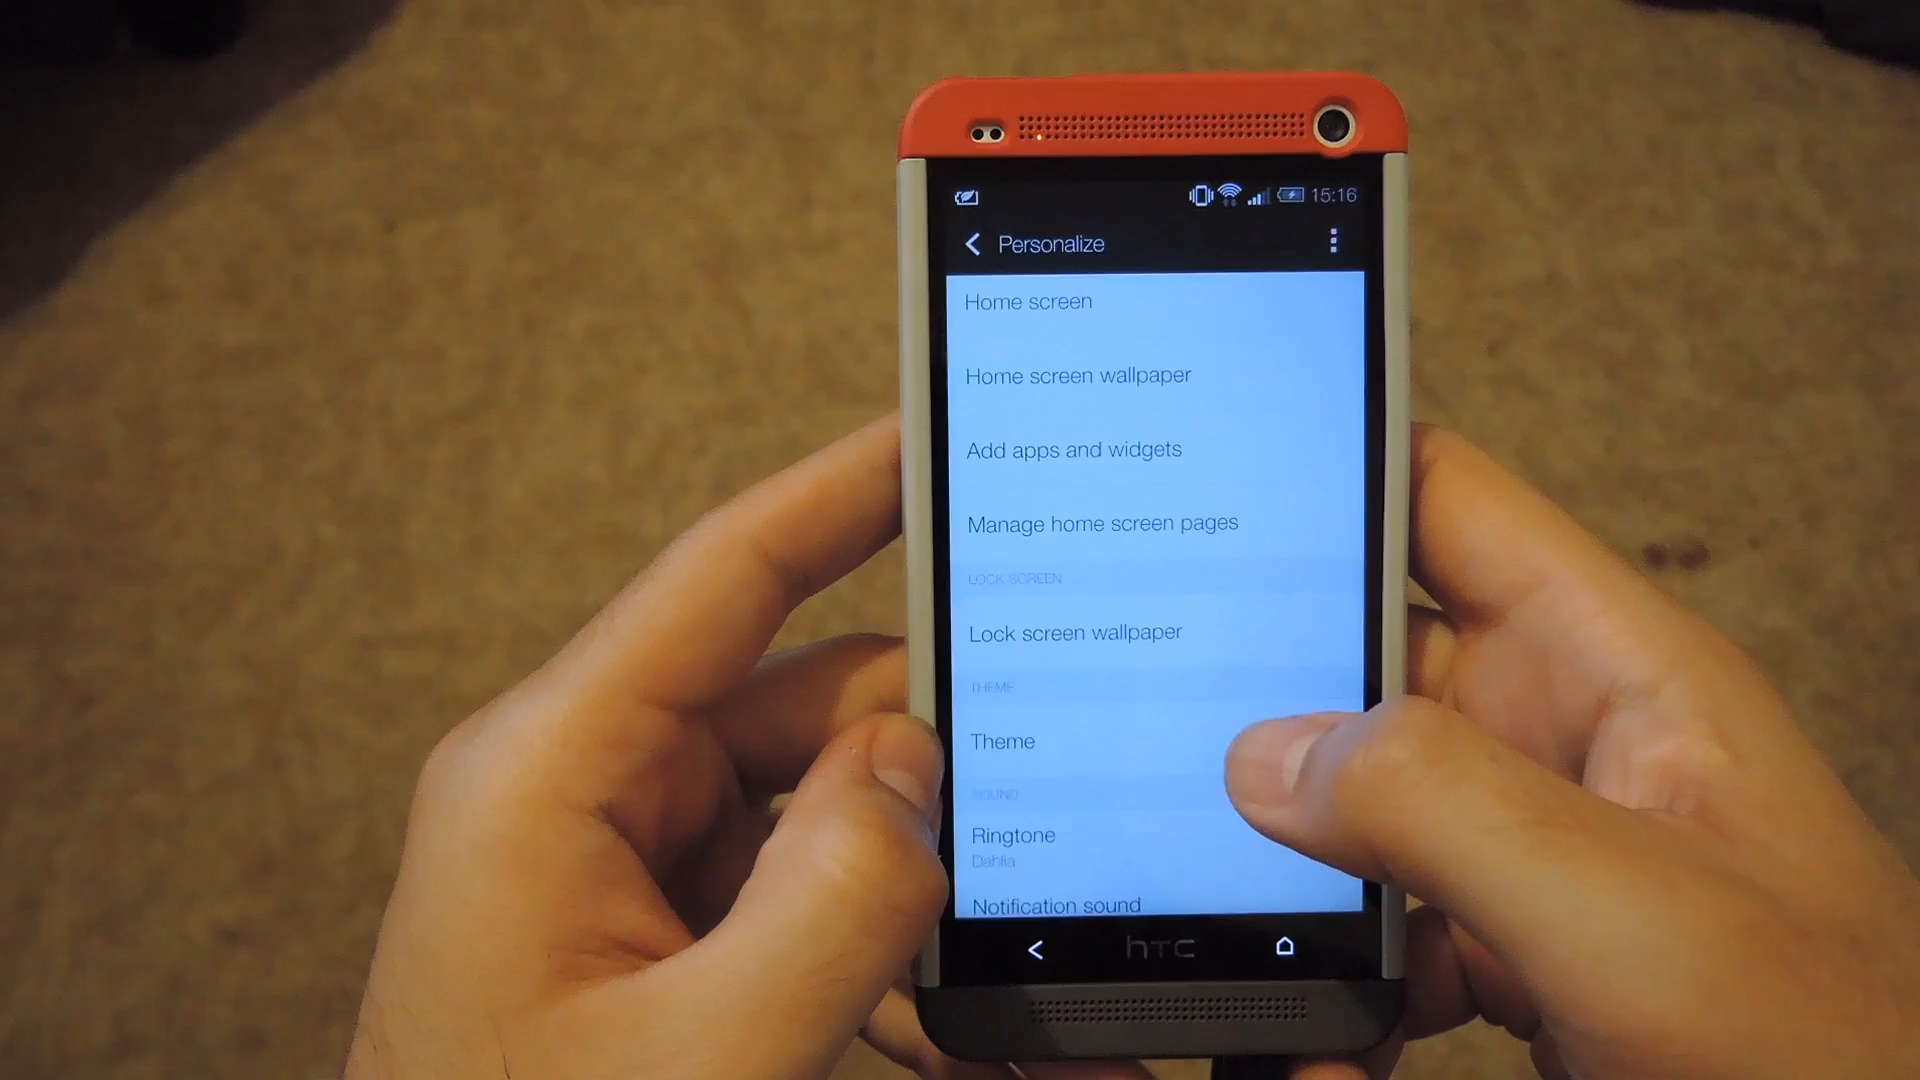 15:16
Personalize
Home screen
Home screen wallpaper
Add apps and widgets
Manage home screen pages
LOCK SCREEN
Lock screen wallpaper
THEME
Theme
SOUND
Ringtone
Dahlia
Notification sound
hTC